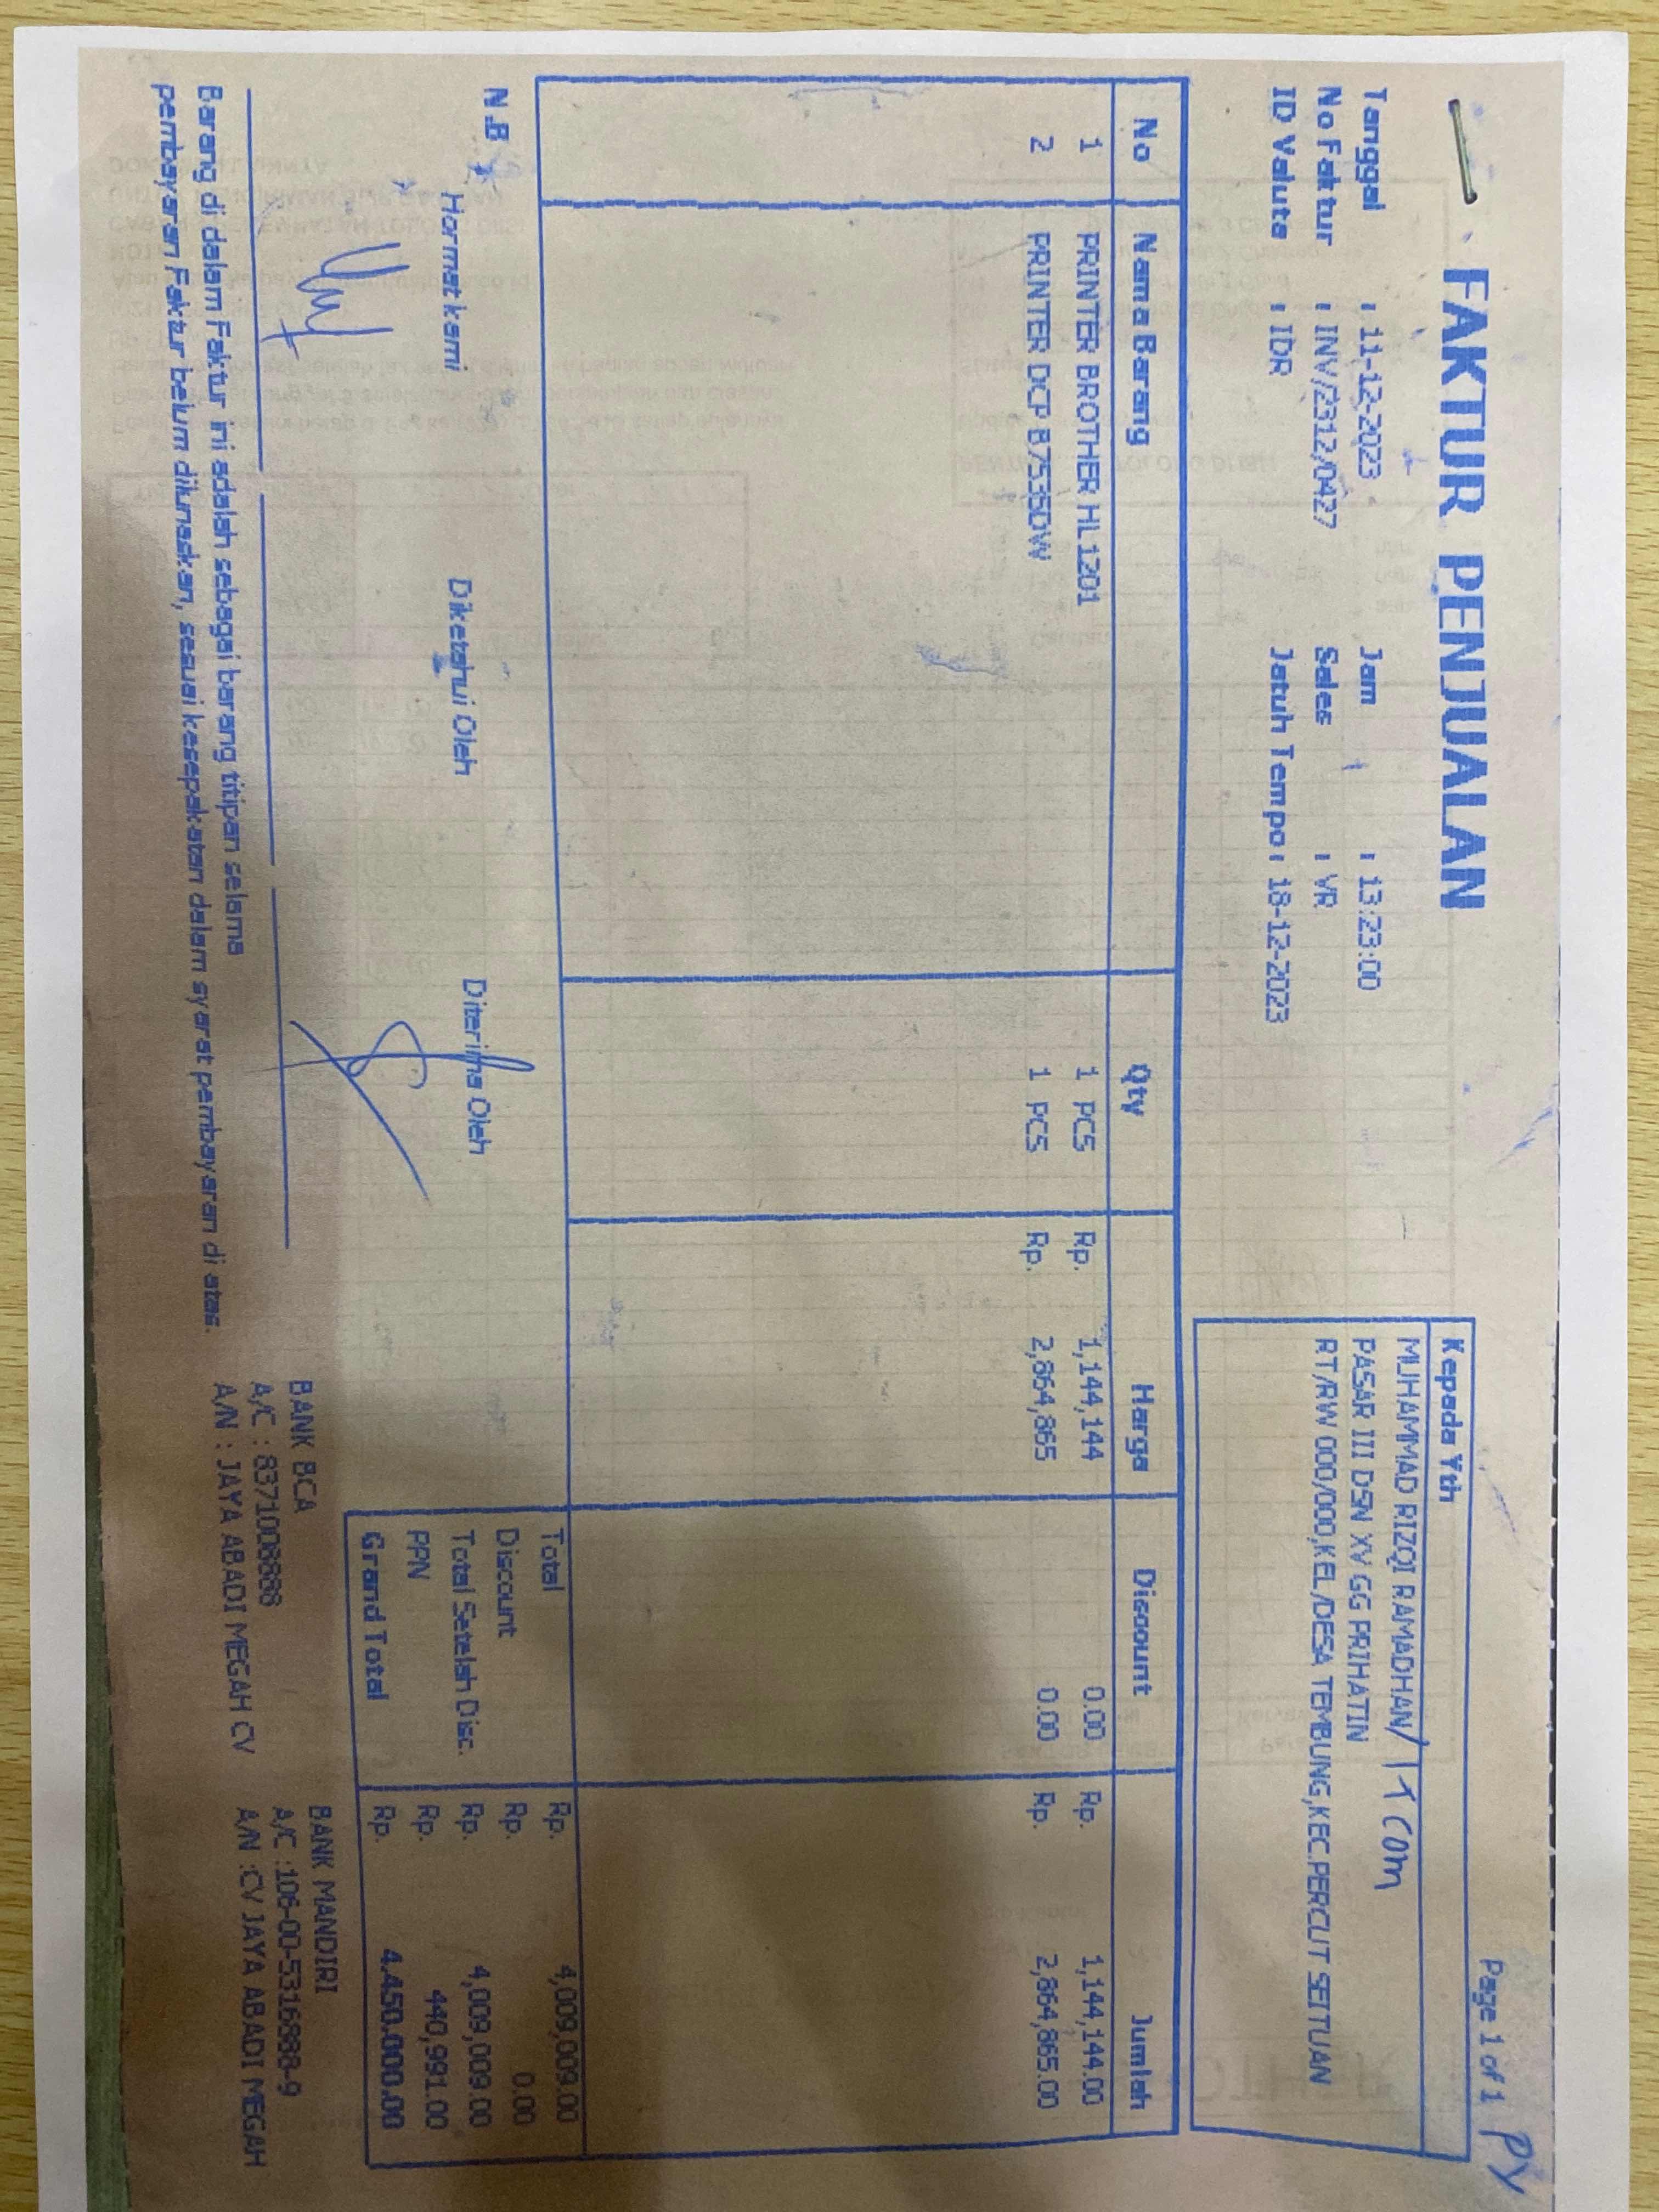 Page 1 of 1 PY
FAKTUR PENJUALAN
Tanggal : 11-12-2023 Jam : 13:23:00
No Faktur : INV/2312/0427 Sales : VR
ID Valuta : IDR Jatuh Tempo : 18-12-2023
Kepada Yth
MUHAMMAD RIZQI RAMADHAN/ IT COM
PASAR III DSN XV GG PRIHATIN
RT/RW 000/000,KEL/DESA TEMBUNG,KEC.PERCUT SEITUAN
No Nama Barang Qty Harga Discount Jumlah
1 PRINTER BROTHER HL 1201 1 PCS Rp. 1,144,144 0.00 Rp. 1,144,144.00
2 PRINTER DCP B7535DW 1 PCS Rp. 2,864,865 0.00 Rp. 2,864,865.00
Total Rp. 4,009,009.00
Discount Rp. 0.00
Total Setelah Disc. Rp. 4,009,009.00
PPN Rp. 440,991.00
Grand Total Rp. 4.450.000.00
N.B
Hormat kami Diketahui Oleh Diterima Oleh
Barang di dalam Faktur ini adalah sebagai barang titipan selama
pembayaran Faktur belum dilunaskan, sesuai kesepakatan dalam syarat pembayaran di atas.
BANK BCA
A/C : 8371008888
A/N : JAYA ABADI MEGAH CV
BANK MANDIRI
A/C :106-00-5316888-9
A/N :CV JAYA ABADI MEGAH